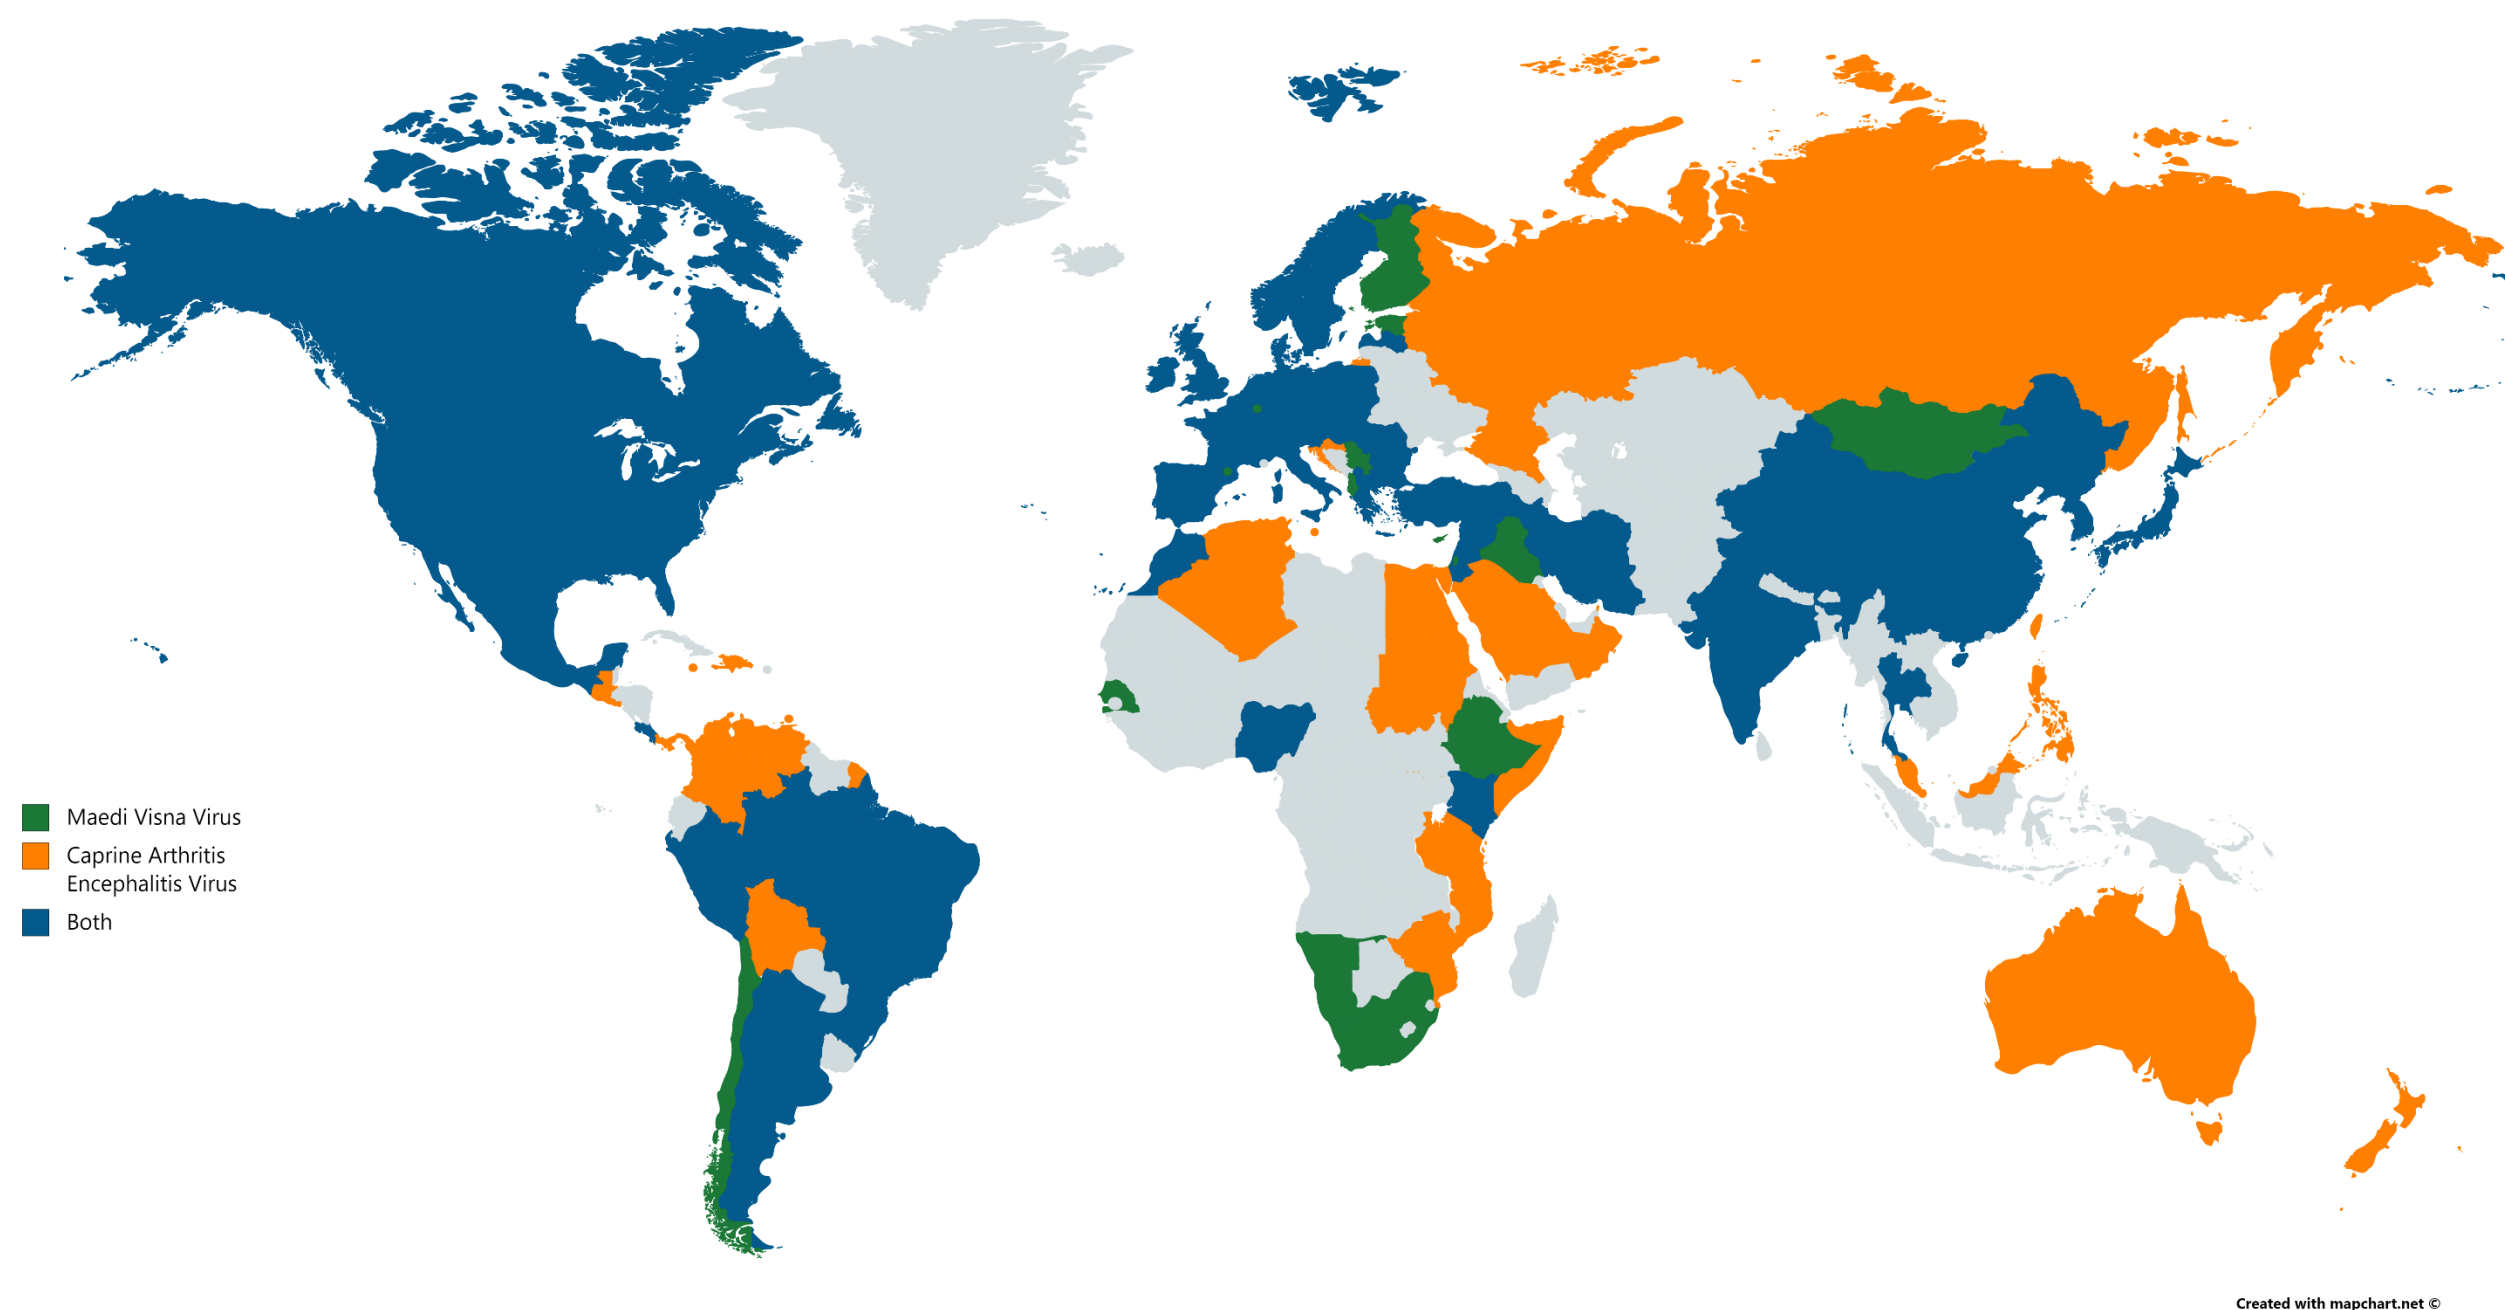 Maedi Visna Virus
Caprine Arthritis
Encephalitis Virus
Both
Created with mapchart.net ©